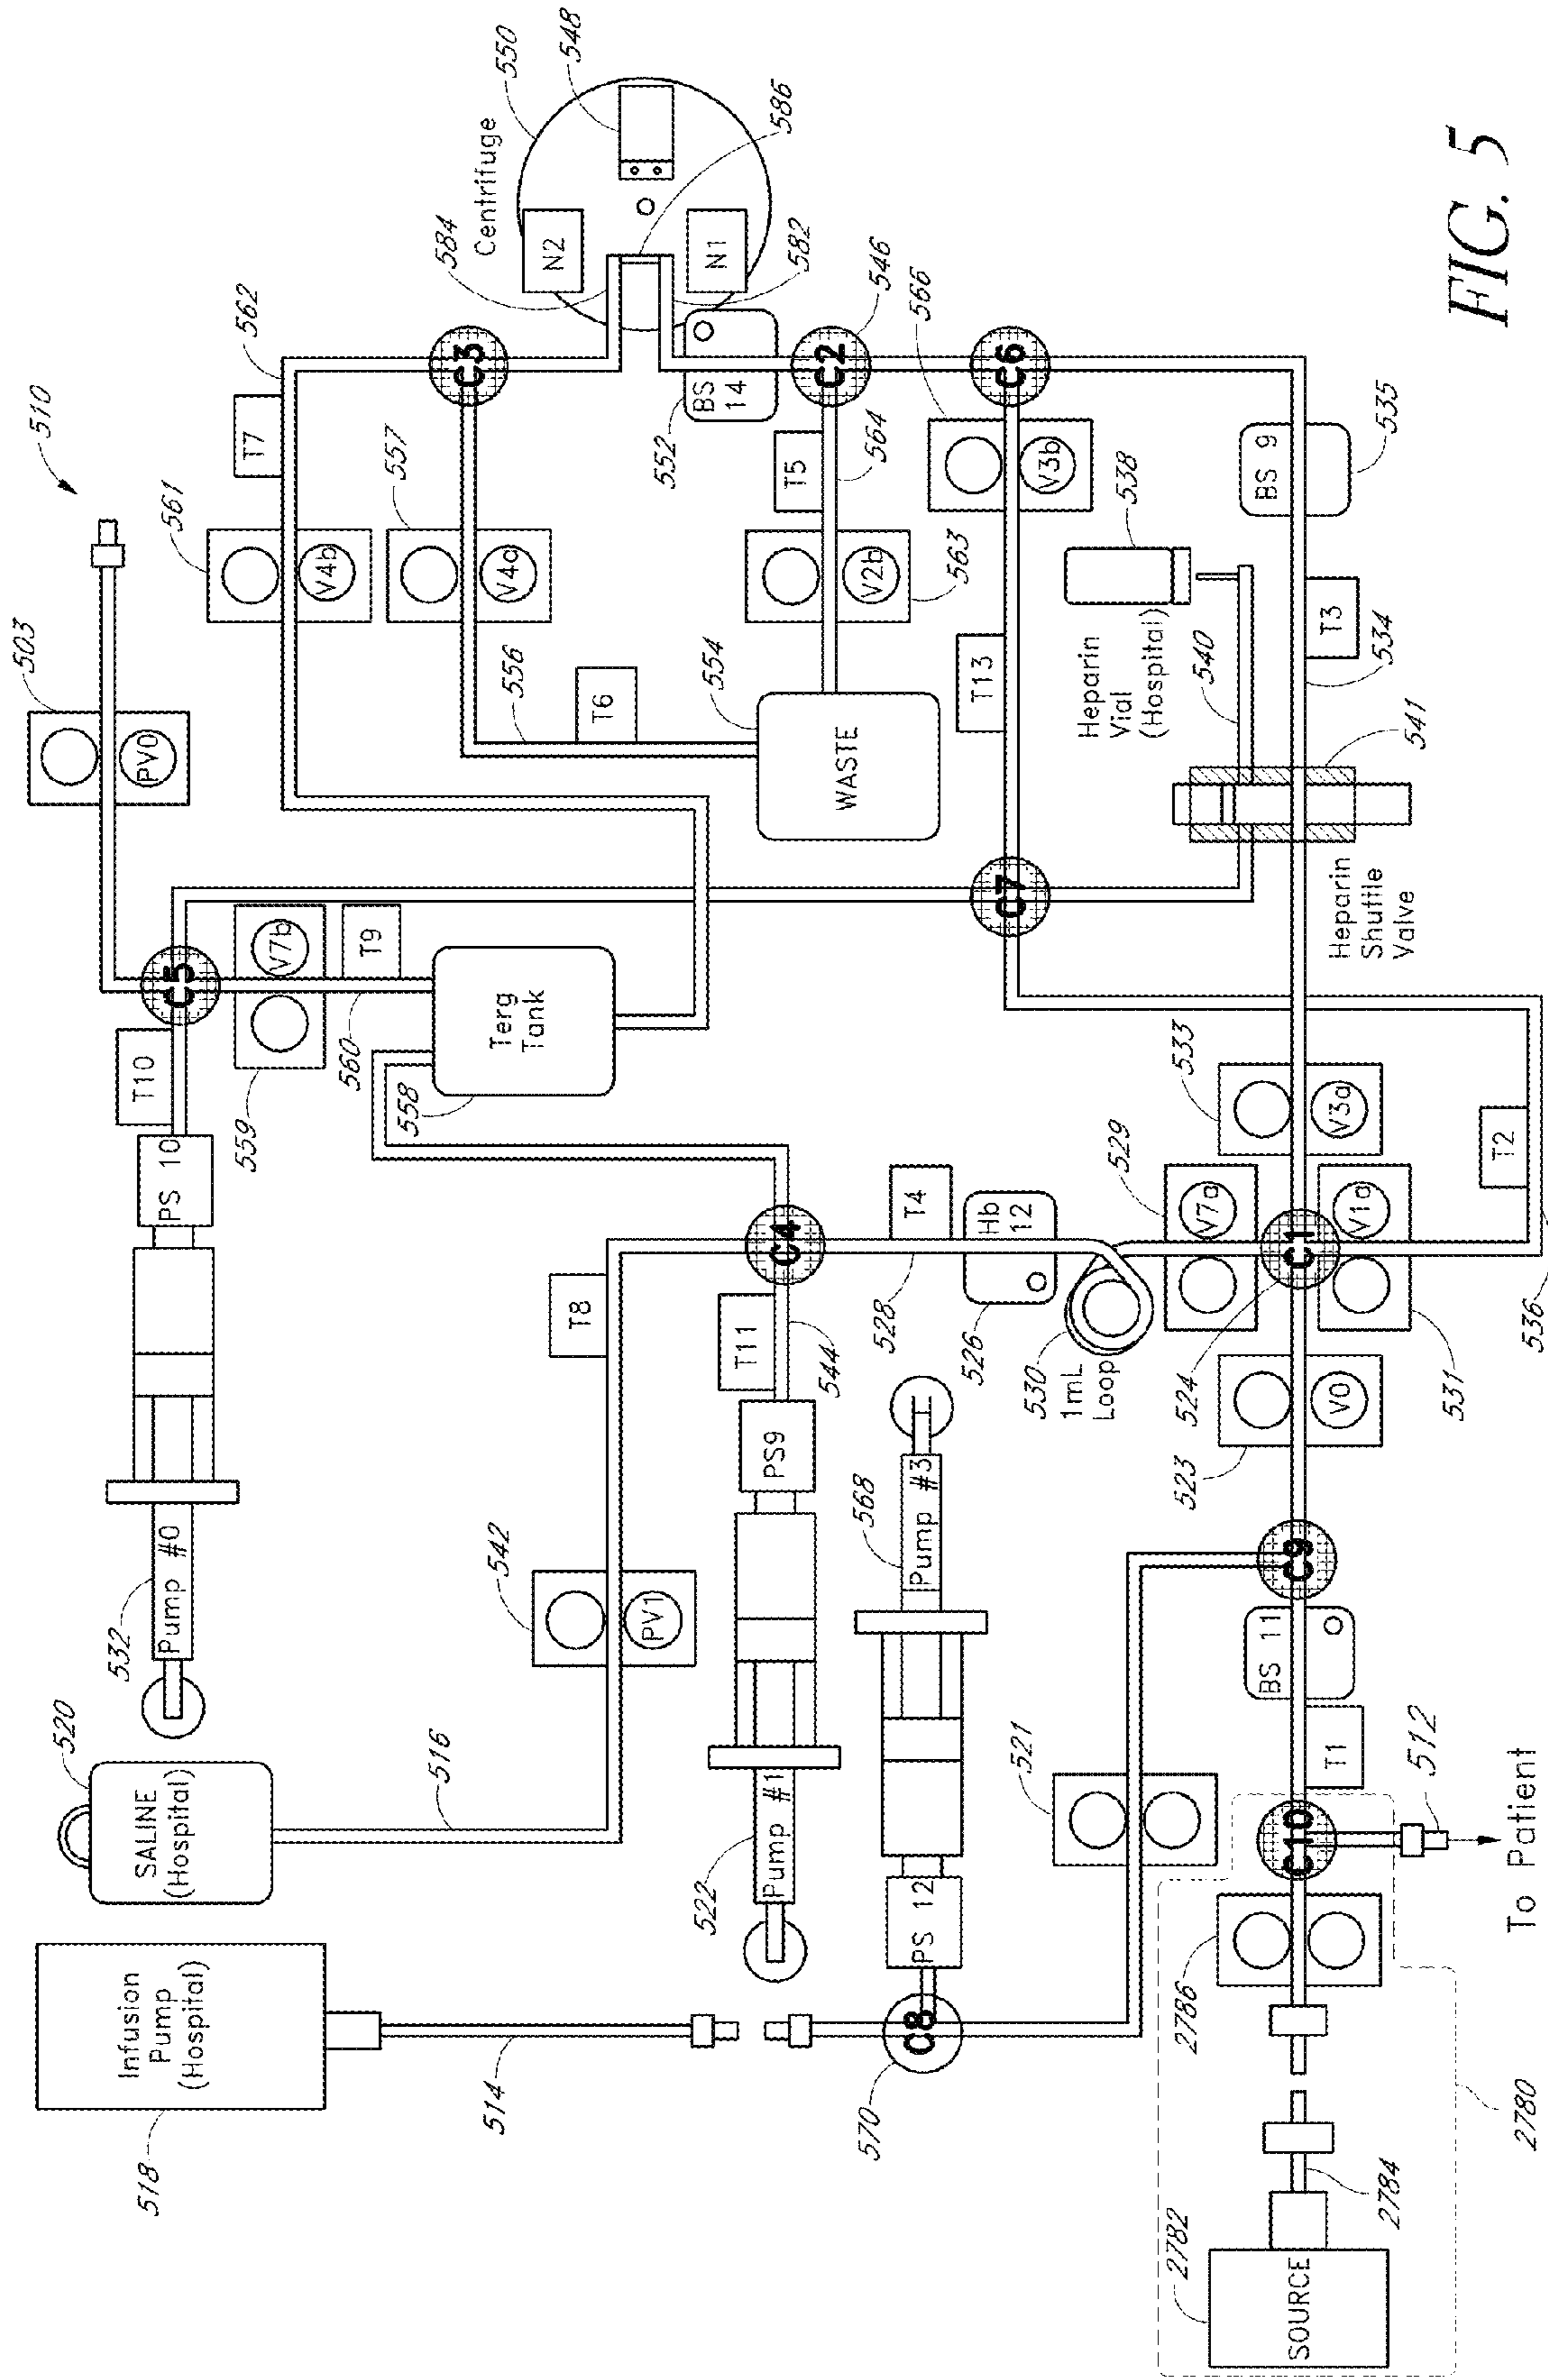 510
Infusion
Pump
(Hospital)
518
SALINE
(Hospital)
520
532
Pump #0
PS 10
T10
C5
503
PV0
561
562
T7
V4b
V7b
559
T9
560
557
V4a
C3
Centrifuge
584
550
N2
548
586
N1
582
514
516
542
PV1
T8
558
Terg
Tank
556
T6
554
WASTE
552
BS
14
T5
C2
546
V2b
564
563
522
Pump #1
PS9
T11
544
C4
C8
570
PS 12
568
Pump #3
T4
528
Hb
12
526
530
1mL
Loop
C7
T13
566
V3b
C6
538
Heparin
Vial
(Hospital)
540
535
BS 9
T3
534
541
Heparin
Shuttle
Valve
521
529
V7a
533
V3a
C1
524
V1a
531
523
V0
C9
BS 11
T1
C10
512
To Patient
T2
536
2786
2784
2782
SOURCE
2780
FIG. 5